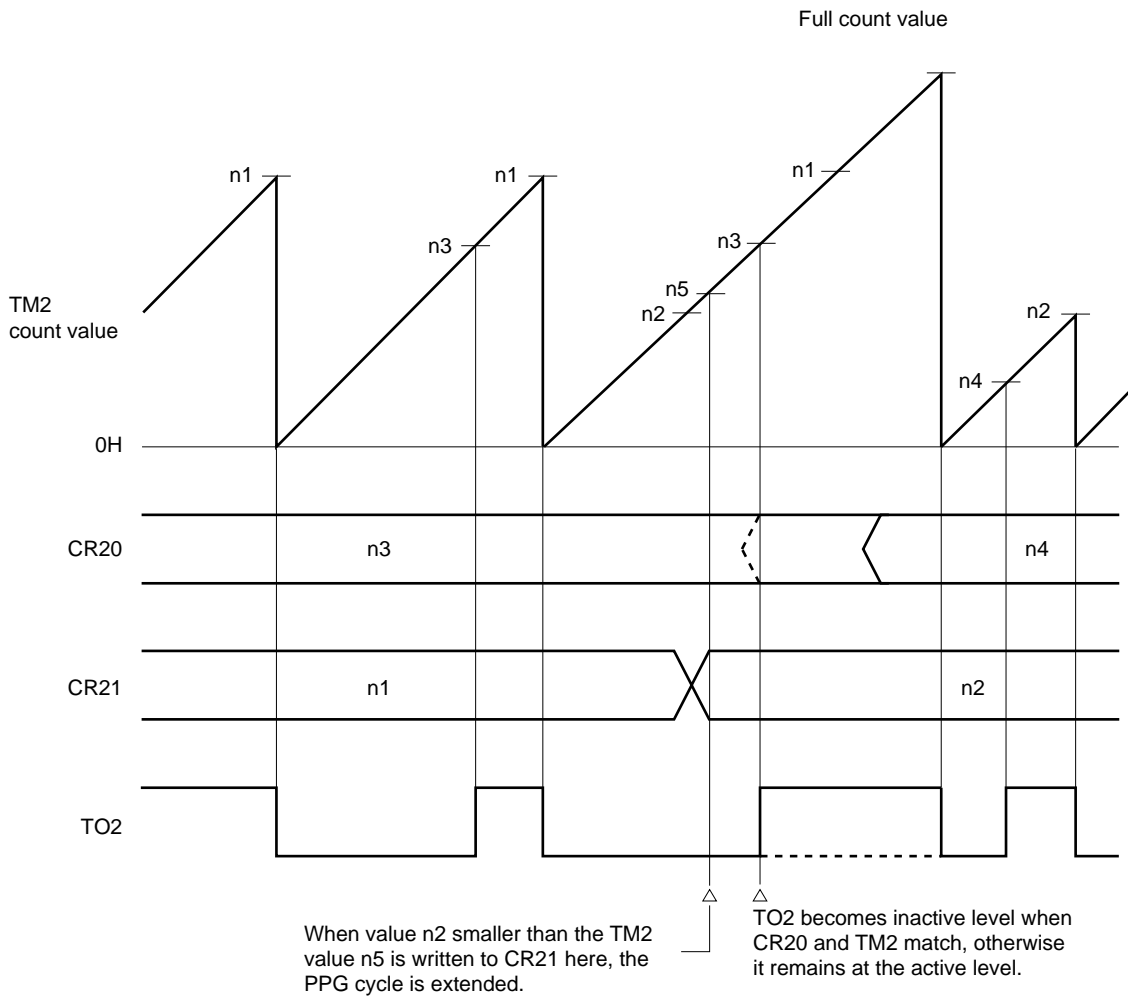 Full count value
n1
n1
n1
n3
n3
n5
n2
n2
TM2
count value
n4
0H
CR20
n3
n4
CR21
n1
n2
TO2
When value n2 smaller than the TM2
value n5 is written to CR21 here, the
PPG cycle is extended.
TO2 becomes inactive level when
CR20 and TM2 match, otherwise
it remains at the active level.